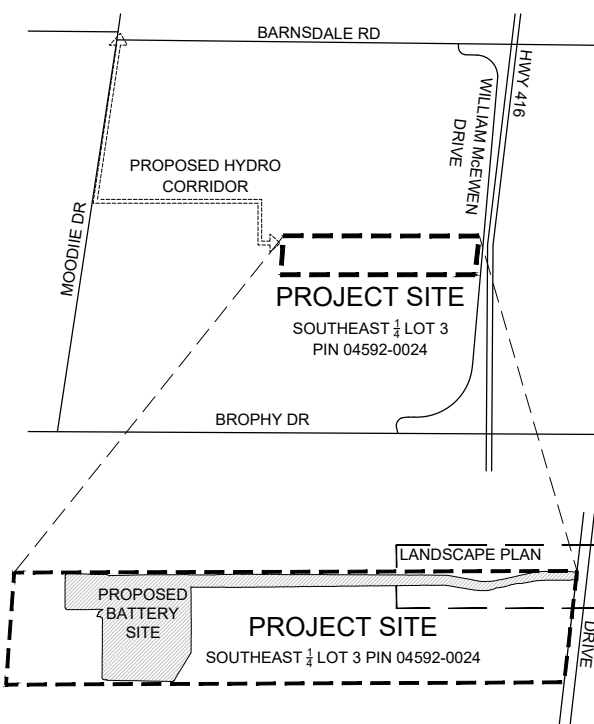 BARNSDALE RD
HWY 416
WILLIAM McEWEN
DRIVE
PROPOSED HYDRO
CORRIDOR
MOODIIE DR
PROJECT SITE
SOUTHEAST 1/4 LOT 3
PIN 04592-0024
BROPHY DR
LANDSCAPE PLAN
PROPOSED
BATTERY
SITE
PROJECT SITE
SOUTHEAST 1/4 LOT 3 PIN 04592-0024
DRIVE